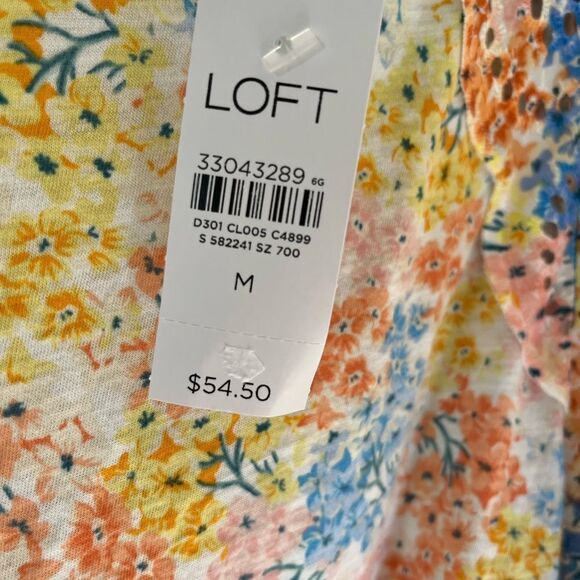 LOFT
33043289 6G
D301 CL005 C4899
S 582241 SZ 700
M
$54.50